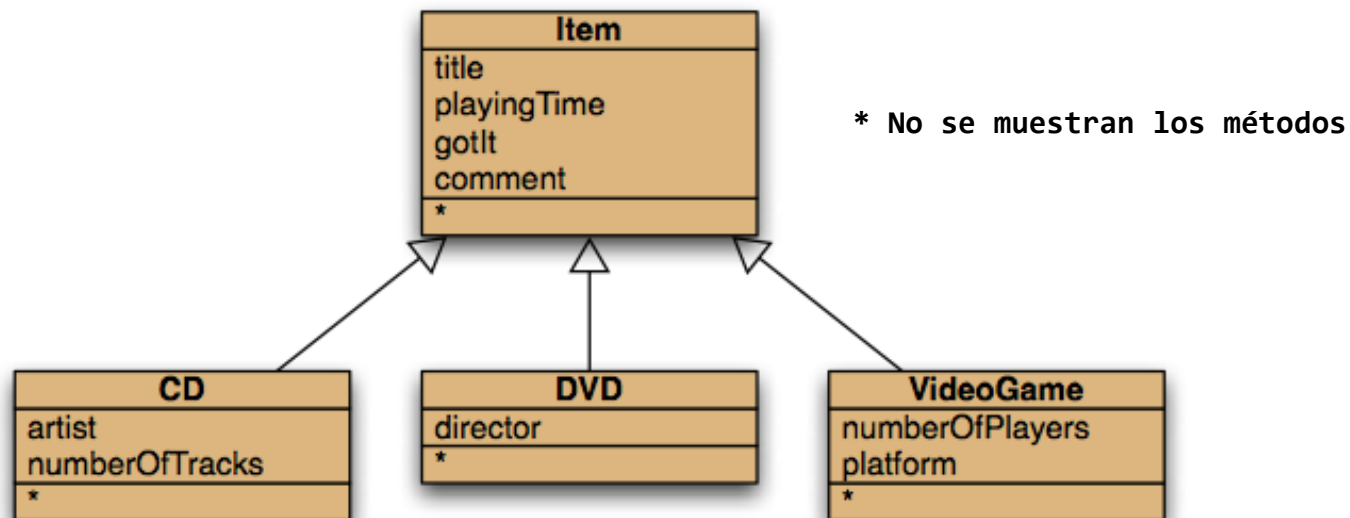 Item
title
playingTime
gotIt
comment
*
* No se muestran los métodos
CD
artist
numberOfTracks
*
DVD
director
*
VideoGame
numberOfPlayers
platform
*